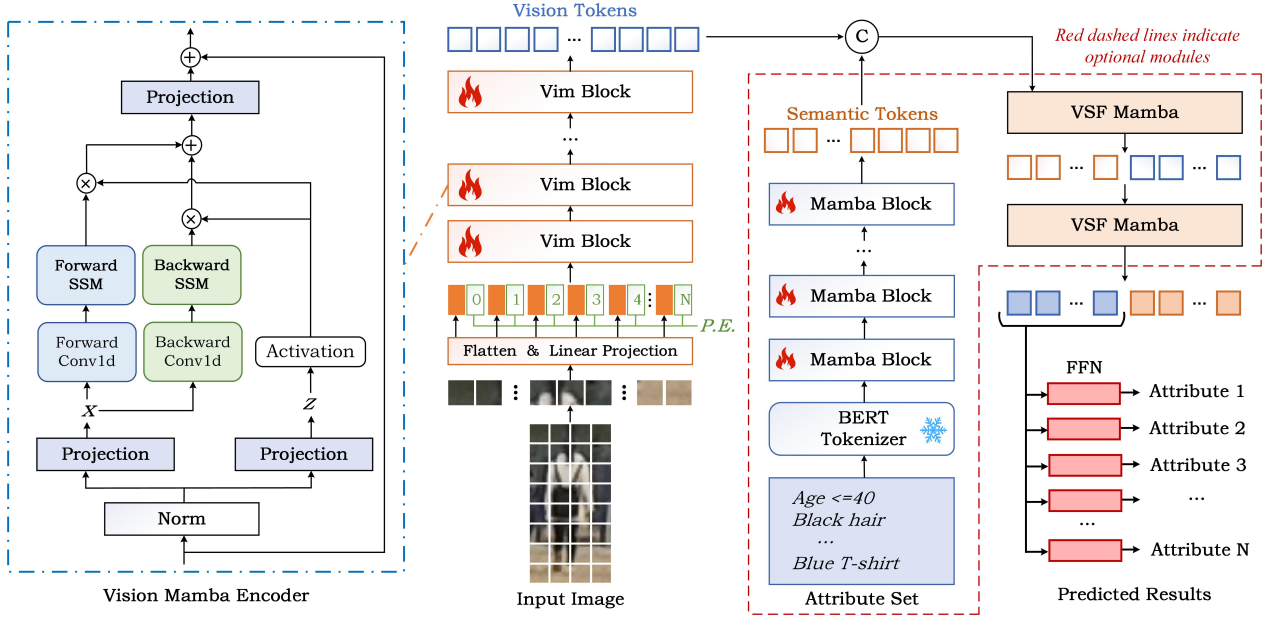 Projection
Forward
SSM
Backward
SSM
Forward
Conv1d
Backward
Conv1d
Activation
X
Z
Projection
Projection
Norm
Vision Mamba Encoder
Vision Tokens
...
Vim Block
...
Vim Block
Vim Block
0 1 2 3 4 N
P.E.
Flatten & Linear Projection
Input Image
C
Semantic Tokens
...
Mamba Block
...
Mamba Block
Mamba Block
BERT
Tokenizer
Age <=40
Black hair
...
Blue T-shirt
Attribute Set
Red dashed lines indicate
optional modules
VSF Mamba
... ...
VSF Mamba
... ...
FFN
Attribute 1
Attribute 2
Attribute 3
...
...
Attribute N
Predicted Results